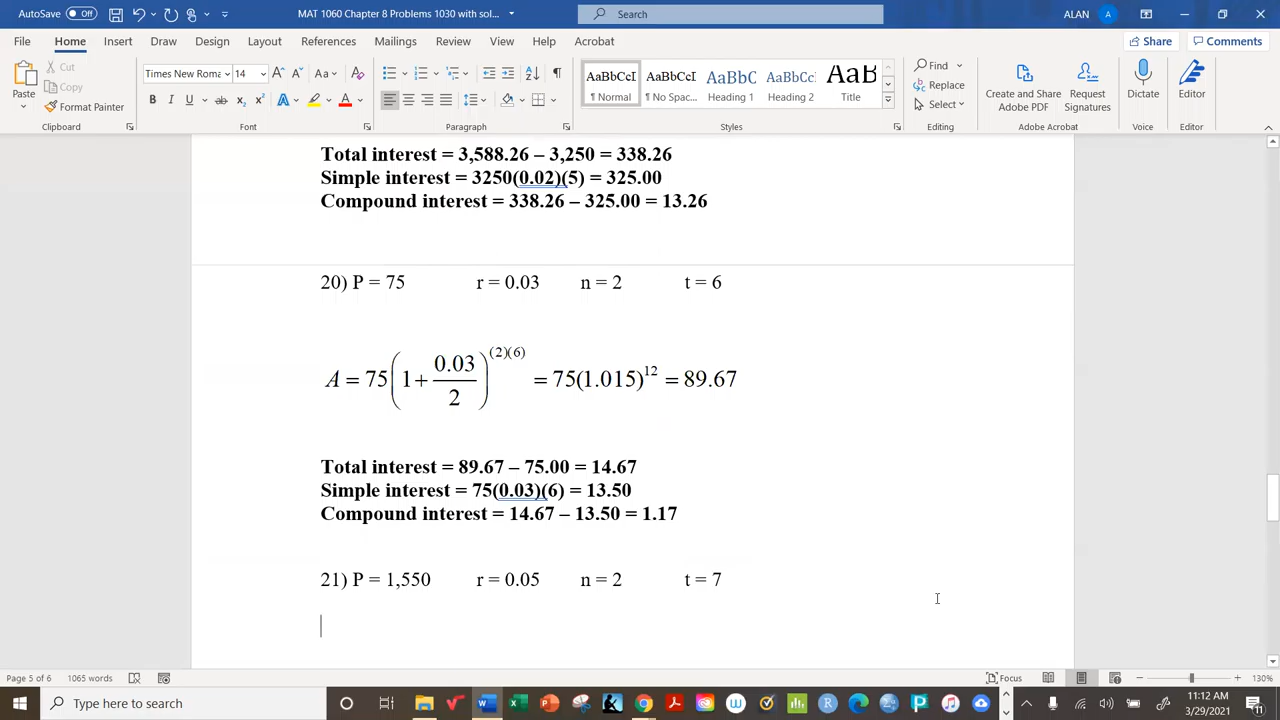 AutoSave Off MAT 1060 Chapter 8 Problems 1030 with sol... Search ALAN A
File Home Insert Draw Design Layout References Mailings Review View Help Acrobat Share Comments
Cut
Copy
Format Painter
Paste
Times New Roma 14 A A Aa A
B I U ab x₂ x² A A
AaBbCcI AaBbCcI AaBbC AaBbCc AaB
¶ Normal ¶ No Spac... Heading 1 Heading 2 Title
Find
Replace
Select
Create and Share Adobe PDF
Request Signatures
Dictate
Editor
Clipboard Font Paragraph Styles Editing Adobe Acrobat Voice Editor
Total interest = 3,588.26 – 3,250 = 338.26
Simple interest = 3250(0.02)(5) = 325.00
Compound interest = 338.26 – 325.00 = 13.26
20) P = 75 r = 0.03 n = 2 t = 6
A = 75(1 + 0.03/2)^(2)(6) = 75(1.015)^12 = 89.67
Total interest = 89.67 – 75.00 = 14.67
Simple interest = 75(0.03)(6) = 13.50
Compound interest = 14.67 – 13.50 = 1.17
21) P = 1,550 r = 0.05 n = 2 t = 7
Page 5 of 6 1065 words Focus 130%
Type here to search
11:12 AM
3/29/2021